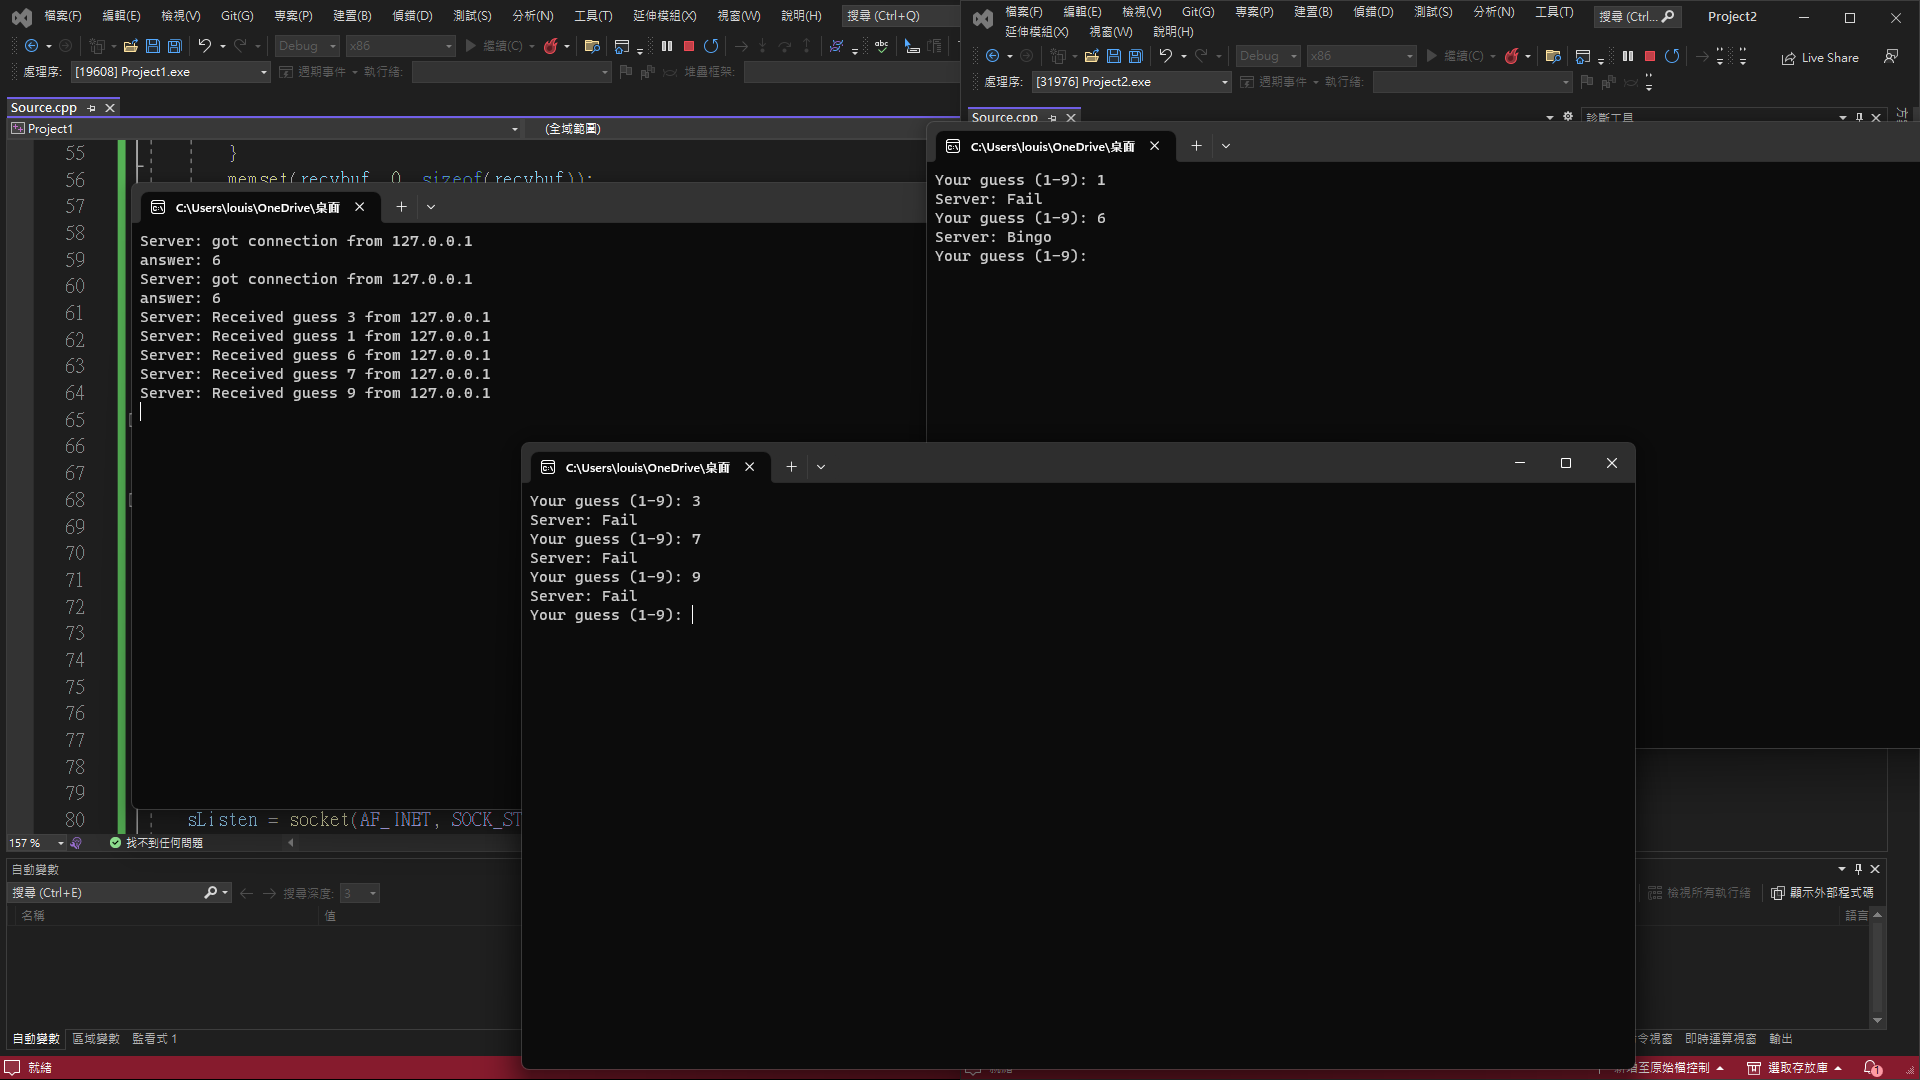 檔案(F) 編輯(E) 檢視(V) Git(G) 專案(P) 建置(B) 偵錯(D) 測試(S) 分析(N) 工具(T) 延伸模組(X) 視窗(W) 說明(H) 搜尋 (Ctrl+Q)
Debug x86 繼續(C)
處理序: [19608] Project1.exe 週期事件 執行緒: 堆疊框架:
Source.cpp
Project1 (全域範圍)
55 }
56 memset(recvbuf, 0, sizeof(recvbuf));
57
58
59
60
61
62
63
64
65
66
67
68
69
70
71
72
73
74
75
76
77
78
79
80 sListen = socket(AF_INET, SOCK_ST
157 % 找不到任何問題
自動變數
搜尋 (Ctrl+E) 搜尋深度: 3
名稱 值
自動變數 區域變數 監看式 1
就緒
C:\Users\louis\OneDrive\桌面
Server: got connection from 127.0.0.1
answer: 6
Server: got connection from 127.0.0.1
answer: 6
Server: Received guess 3 from 127.0.0.1
Server: Received guess 1 from 127.0.0.1
Server: Received guess 6 from 127.0.0.1
Server: Received guess 7 from 127.0.0.1
Server: Received guess 9 from 127.0.0.1
檔案(F) 編輯(E) 檢視(V) Git(G) 專案(P) 建置(B) 偵錯(D) 測試(S) 分析(N) 工具(T) 搜尋 (Ctrl... Project2
延伸模組(X) 視窗(W) 說明(H)
Debug x86 繼續(C) Live Share
處理序: [31976] Project2.exe 週期事件 執行緒:
Source.cpp 診斷工具
C:\Users\louis\OneDrive\桌面
Your guess (1-9): 1
Server: Fail
Your guess (1-9): 6
Server: Bingo
Your guess (1-9):
C:\Users\louis\OneDrive\桌面
Your guess (1-9): 3
Server: Fail
Your guess (1-9): 7
Server: Fail
Your guess (1-9): 9
Server: Fail
Your guess (1-9):
檢視所有執行緒 顯示外部程式碼
語言
令視窗 即時運算視窗 輸出
至原始檔控制 選取存放庫 1